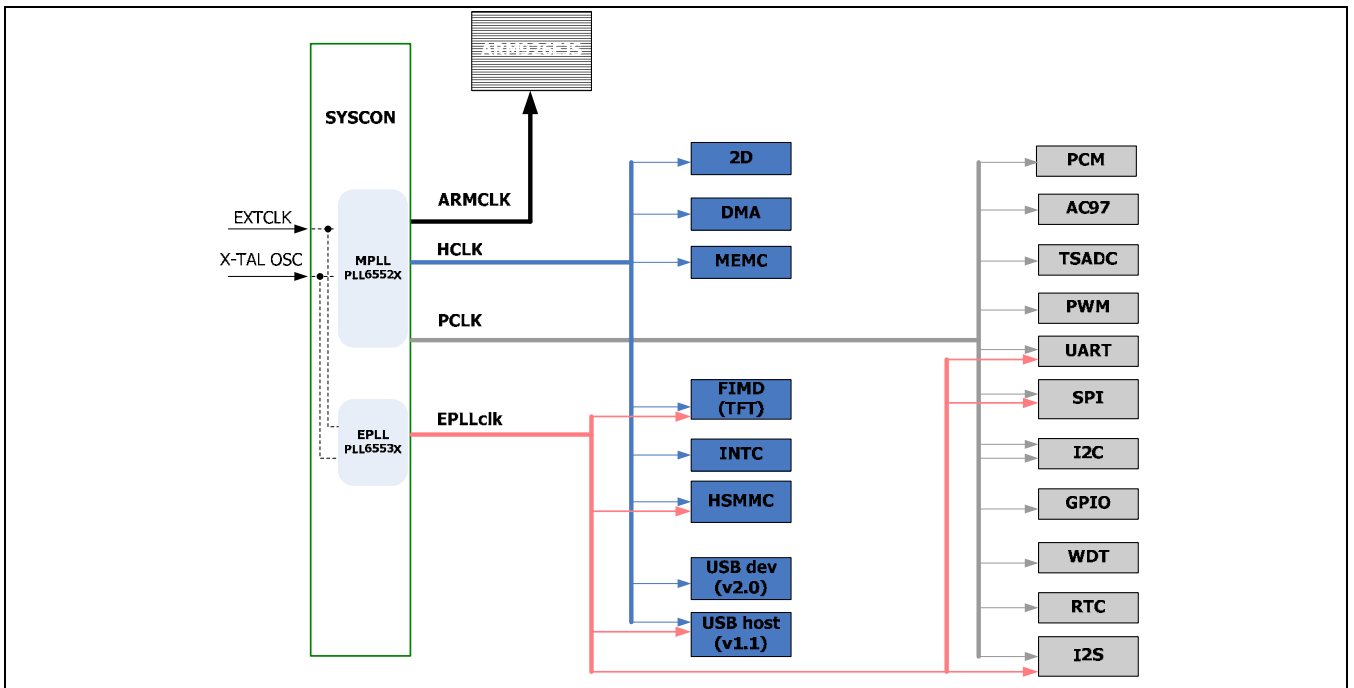 ARM926EJS
SYSCON
EXTCLK
X-TAL OSC
MPLL
PLL6552X
EPLL
PLL6553X
ARMCLK
HCLK
PCLK
EPLLclk
2D
DMA
MEMC
FIMD
(TFT)
INTC
HSMMC
USB dev
(v2.0)
USB host
(v1.1)
PCM
AC97
TSADC
PWM
UART
SPI
I2C
GPIO
WDT
RTC
I2S